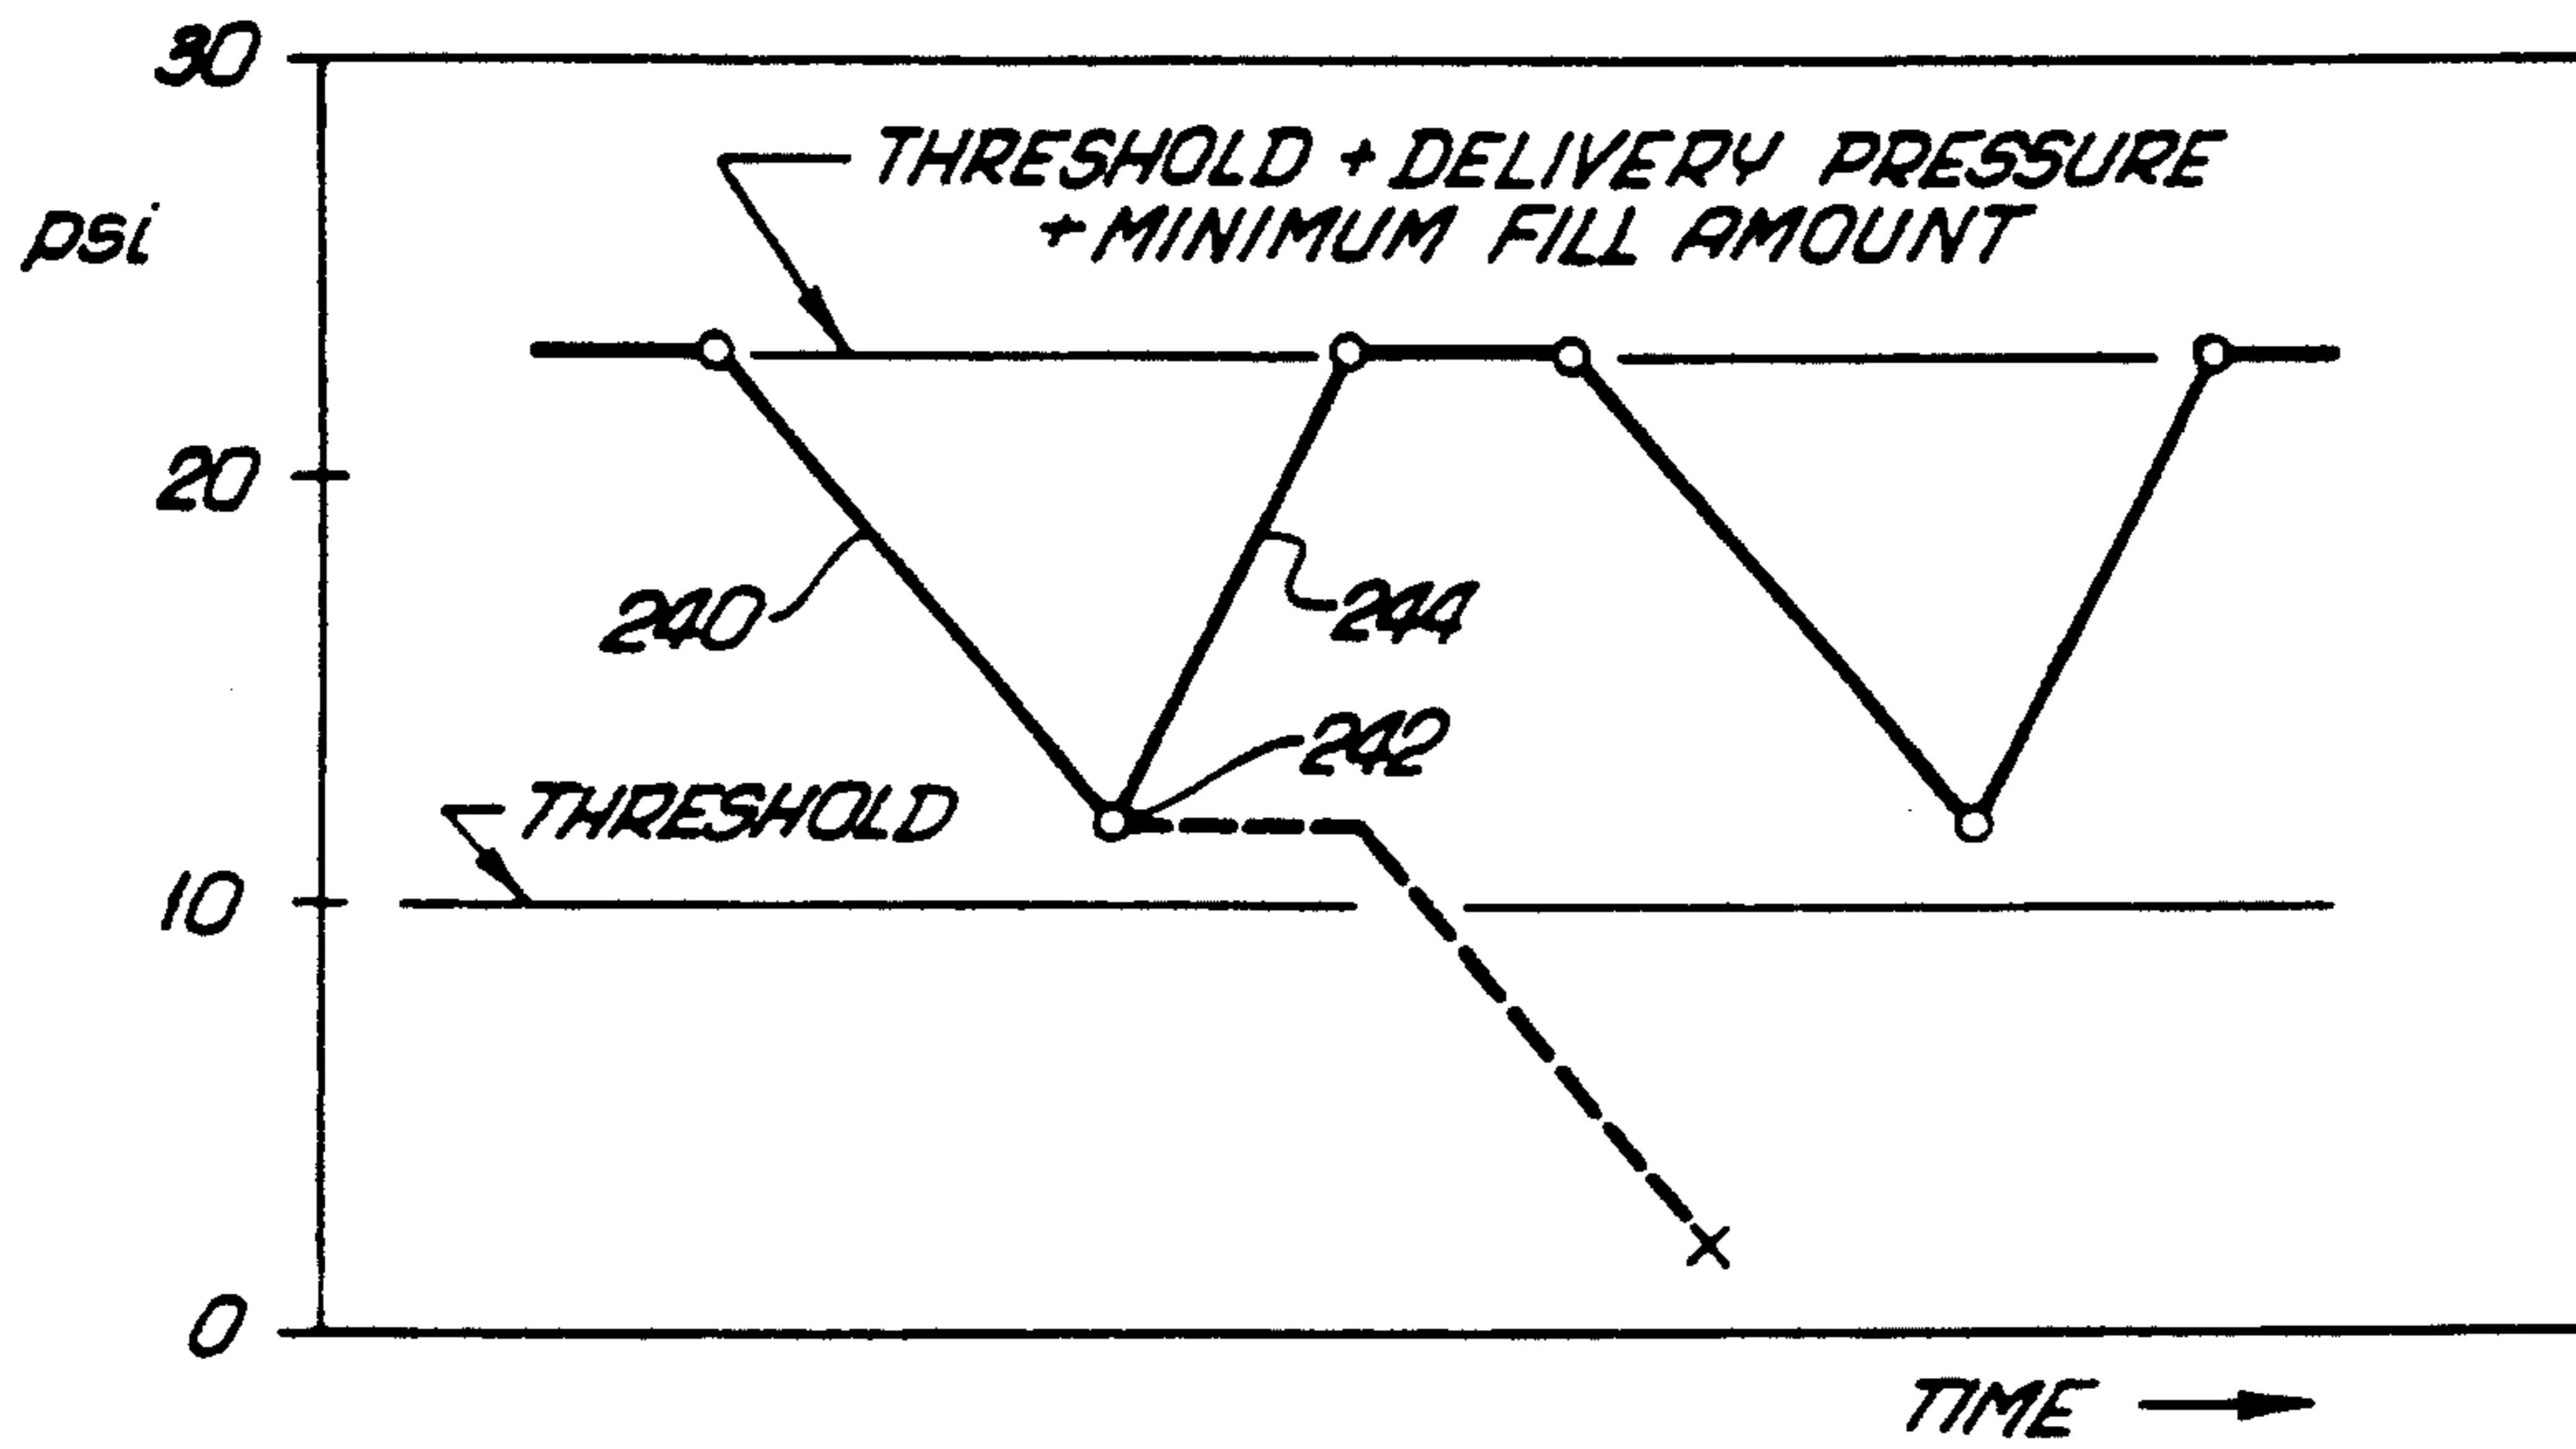 30
psi
THRESHOLD + DELIVERY PRESSURE
+ MINIMUM FILL AMOUNT
20
240
244
242
THRESHOLD
10
0
TIME